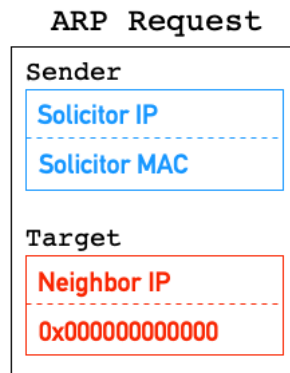 ARP Request
Sender
Solicitor IP
Solicitor MAC
Target
Neighbor IP
0x000000000000